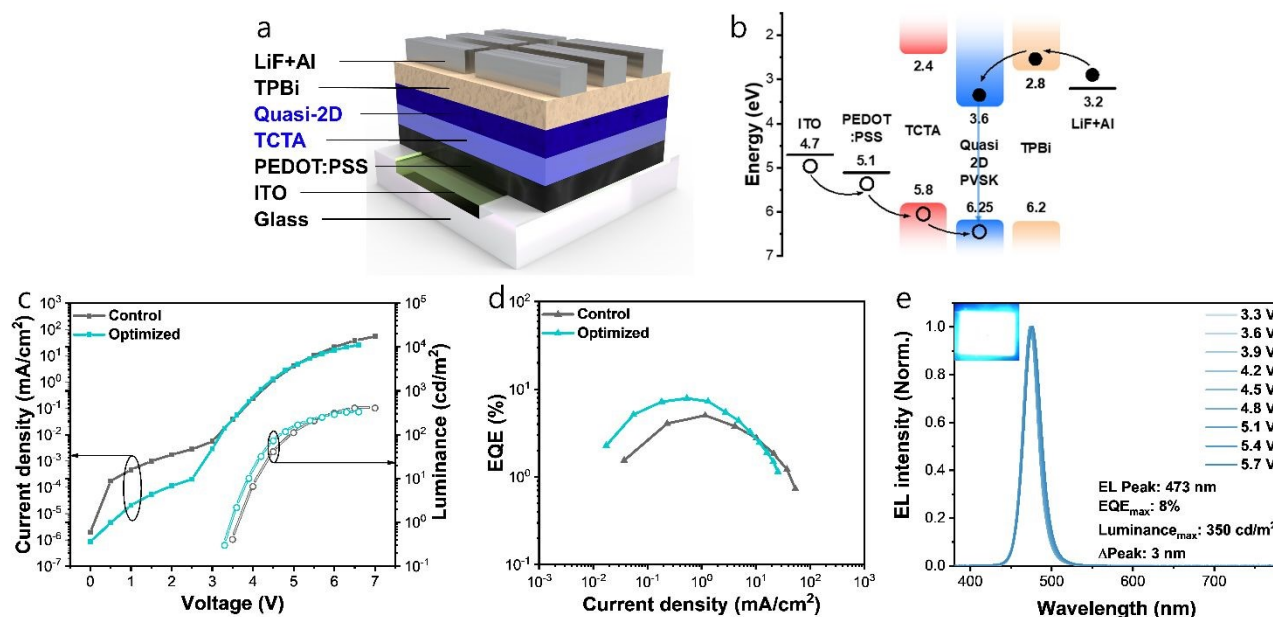 a
LiF+Al
TPBi
Quasi-2D
TCTA
PEDOT:PSS
ITO
Glass
b
Energy (eV)
2
3
4
5
6
7
ITO
4.7
PEDOT
:PSS
5.1
TCTA
2.4
5.8
3.6
Quasi
2D
PVSK
6.25
2.8
TPBi
6.2
3.2
LiF+Al
c
Current density (mA/cm²)
10³
10²
10¹
10⁰
10⁻¹
10⁻²
10⁻³
10⁻⁴
10⁻⁵
10⁻⁶
10⁻⁷
Control
Optimized
10⁵
10⁴
10³
10²
10¹
10⁰
10⁻¹
Luminance (cd/m²)
0 1 2 3 4 5 6 7
Voltage (V)
d
EQE (%)
10²
10¹
10⁰
10⁻¹
Control
Optimized
10⁻³ 10⁻² 10⁻¹ 10⁰ 10¹ 10² 10³
Current density (mA/cm²)
e
EL intensity (Norm.)
1.0
0.8
0.6
0.4
0.2
0.0
3.3 V
3.6 V
3.9 V
4.2 V
4.5 V
4.8 V
5.1 V
5.4 V
5.7 V
EL Peak: 473 nm
EQEmax: 8%
Luminancemax: 350 cd/m²
ΔPeak: 3 nm
400 500 600 700
Wavelength (nm)